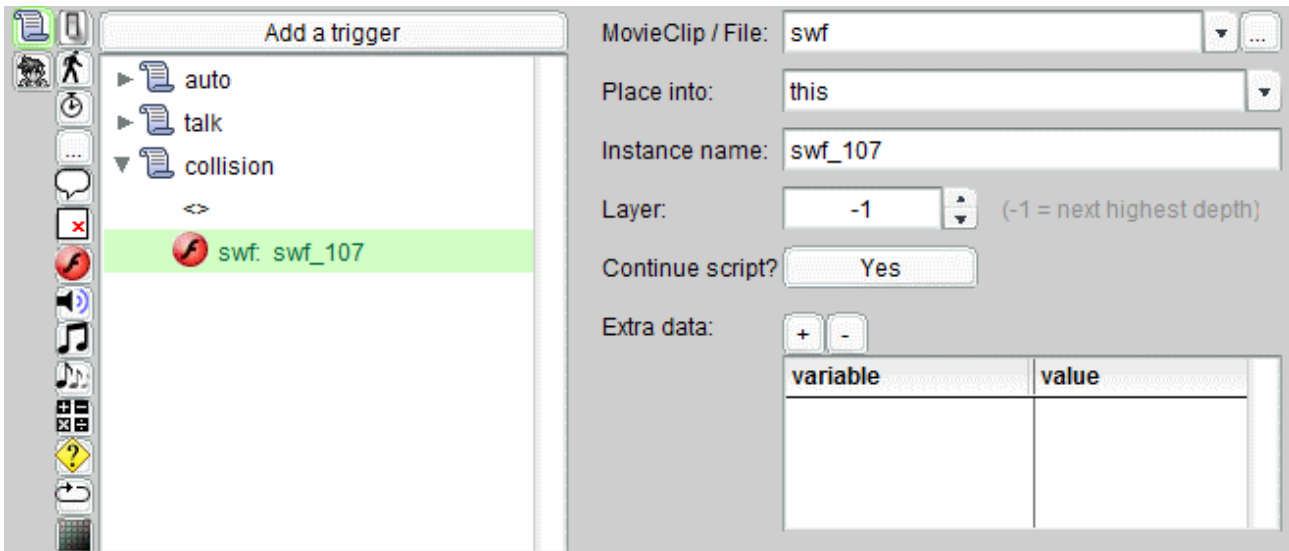 Add a trigger
auto
talk
collision
<>
swf: swf_107
...
MovieClip / File: swf ...
Place into: this
Instance name: swf_107
Layer: -1 (-1 = next highest depth)
Continue script? Yes
Extra data: + -
variable value